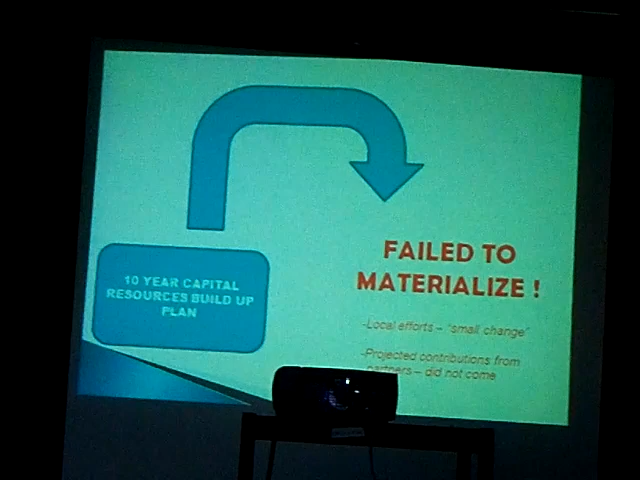 10 YEAR CAPITAL
RESOURCES BUILD UP
PLAN
FAILED TO
MATERIALIZE !
-Local efforts – "small change"
-Projected contributions from
partners – did not come